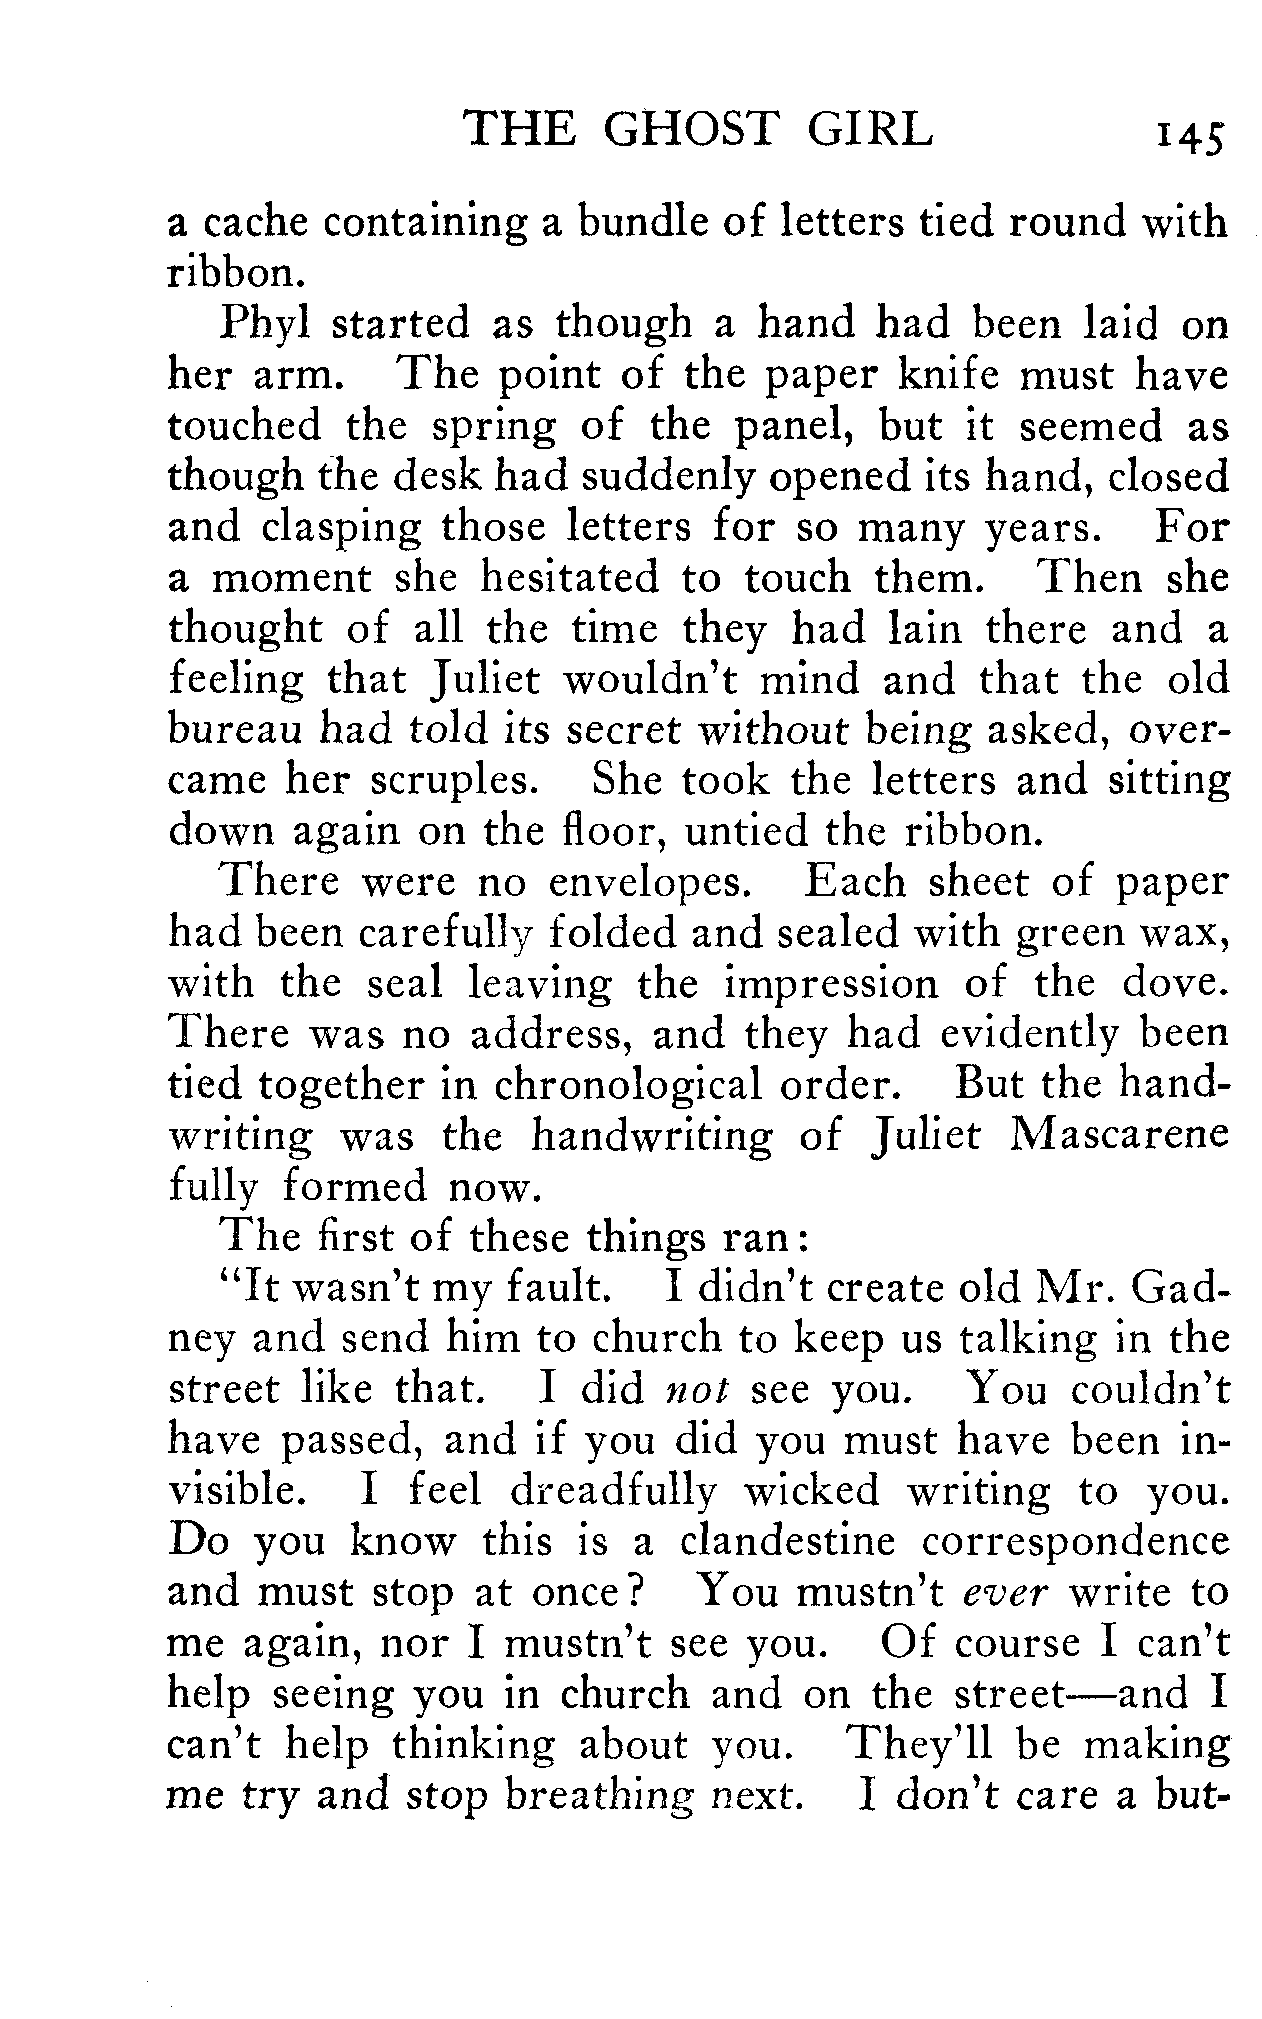 THE GHOST GIRL 145
a cache containing a bundle of letters tied round with
ribbon.
Phyl started as though a hand had been laid on
her arm. The point of the paper knife must have
touched the spring of the panel, but it seemed as
though the desk had suddenly opened its hand, closed
and clasping those letters for so many years. For
a moment she hesitated to touch them. Then she
thought of all the time they had lain there and a
feeling that Juliet wouldn't mind and that the old
bureau had told its secret without being asked, over-
came her scruples. She took the letters and sitting
down again on the floor, untied the ribbon.
There were no envelopes. Each sheet of paper
had been carefully folded and sealed with green wax,
with the seal leaving the impression of the dove.
There was no address, and they had evidently been
tied together in chronological order. But the hand-
writing was the handwriting of Juliet Mascarene
fully formed now.
The first of these things ran:
"It wasn't my fault. I didn't create old Mr. Gad-
ney and send him to church to keep us talking in the
street like that. I did not see you. You couldn't
have passed, and if you did you must have been in-
visible. I feel dreadfully wicked writing to you.
Do you know this is a clandestine correspondence
and must stop at once? You mustn't ever write to
me again, nor I mustn't see you. Of course I can't
help seeing you in church and on the street—and I
can't help thinking about you. They'll be making
me try and stop breathing next. I don't care a but-